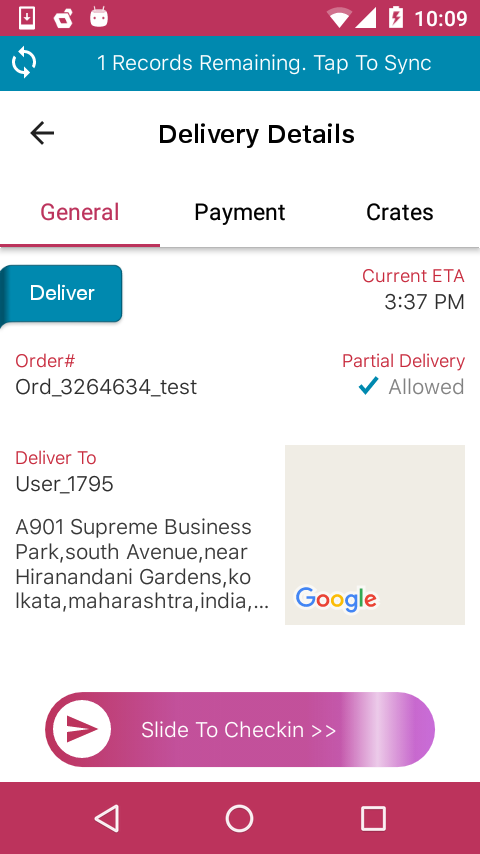 10:09
1 Records Remaining. Tap To Sync
Delivery Details
General Payment Crates
Deliver
Current ETA
3:37 PM
Order#
Ord_3264634_test
Partial Delivery
Allowed
Deliver To
User_1795
A901 Supreme Business
Park,south Avenue,near
Hiranandani Gardens,ko
lkata,maharashtra,india,...
Google
Slide To Checkin >>